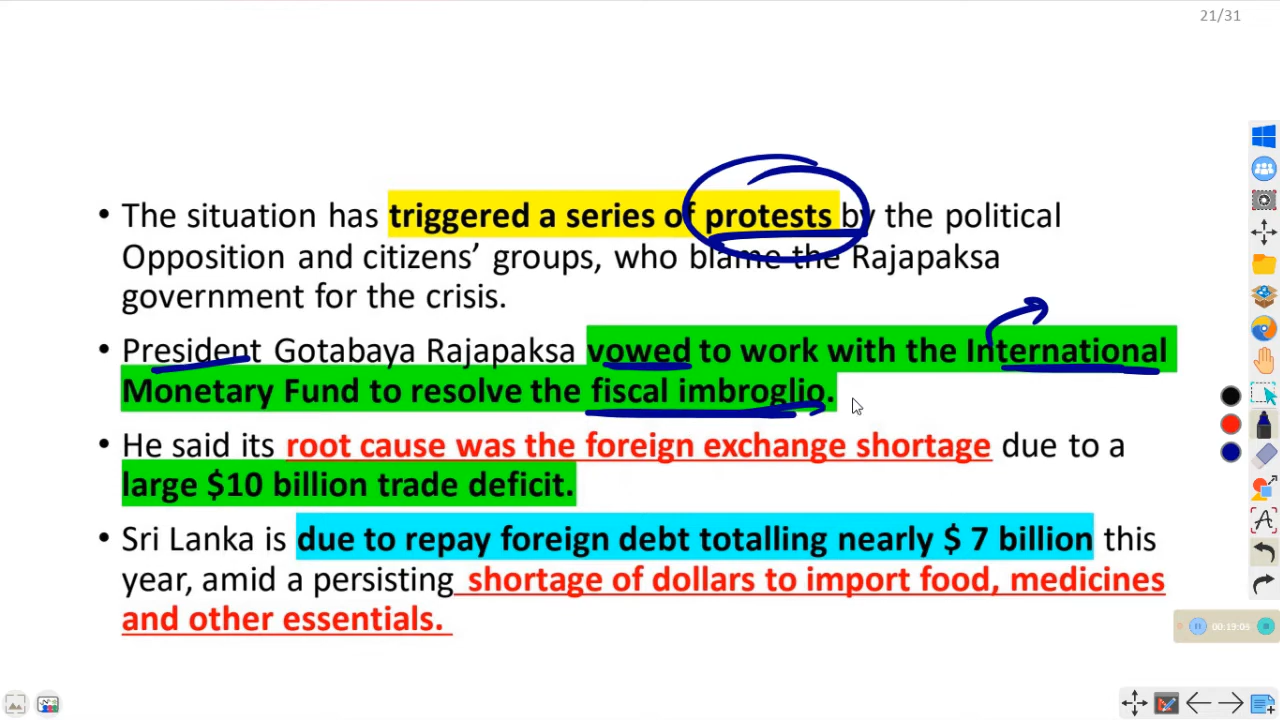 21/31
• The situation has triggered a series of protests by the political
Opposition and citizens’ groups, who blame the Rajapaksa
government for the crisis.
• President Gotabaya Rajapaksa vowed to work with the International
Monetary Fund to resolve the fiscal imbroglio.
• He said its root cause was the foreign exchange shortage due to a
large $10 billion trade deficit.
• Sri Lanka is due to repay foreign debt totalling nearly $ 7 billion this
year, amid a persisting shortage of dollars to import food, medicines
and other essentials.
A
00:19:05